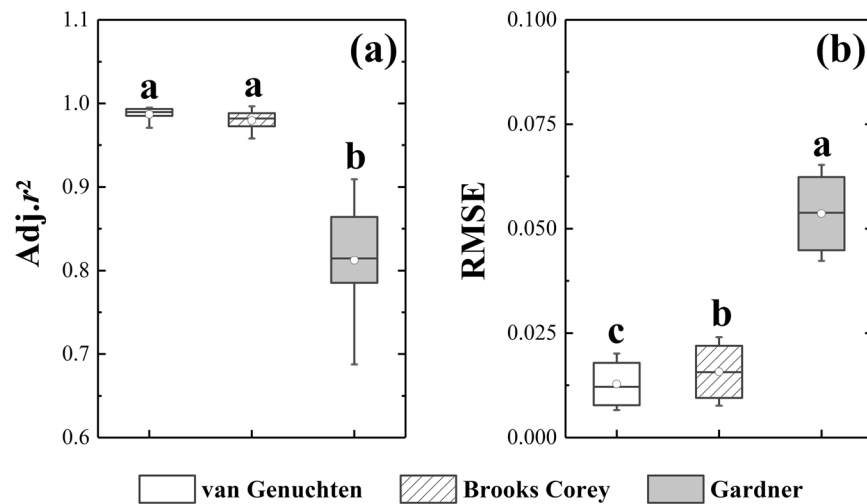 1.1
1.0
0.9
0.8
0.7
0.6
Adj.r²
(a)
a
a
b
0.100
0.075
0.050
0.025
0.000
RMSE
(b)
c
b
a
van Genuchten
Brooks Corey
Gardner